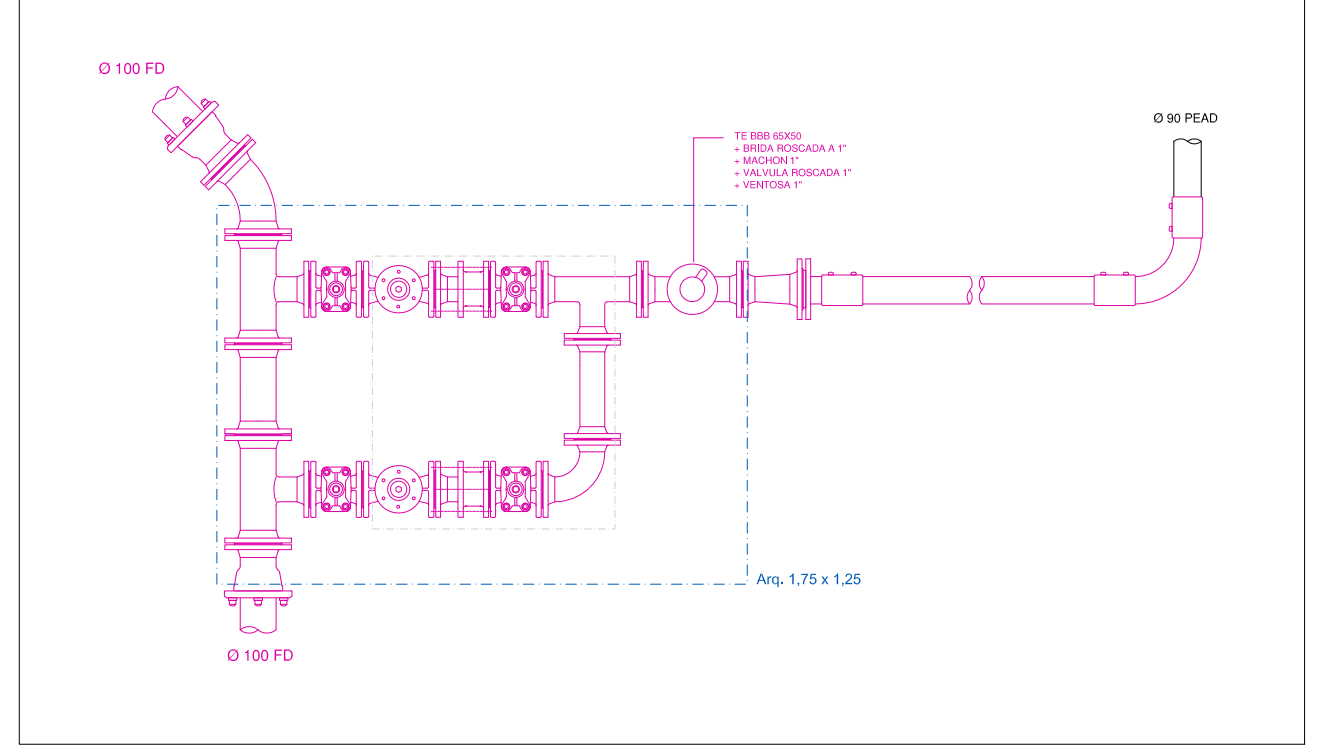 Ø 100 FD
Ø 90 PEAD
TE BBB 65X50
+ BRIDA ROSCADA A 1"
+ MACHON 1"
+ VALVULA ROSCADA 1"
+ VENTOSA 1"
Arq. 1,75 x 1,25
Ø 100 FD